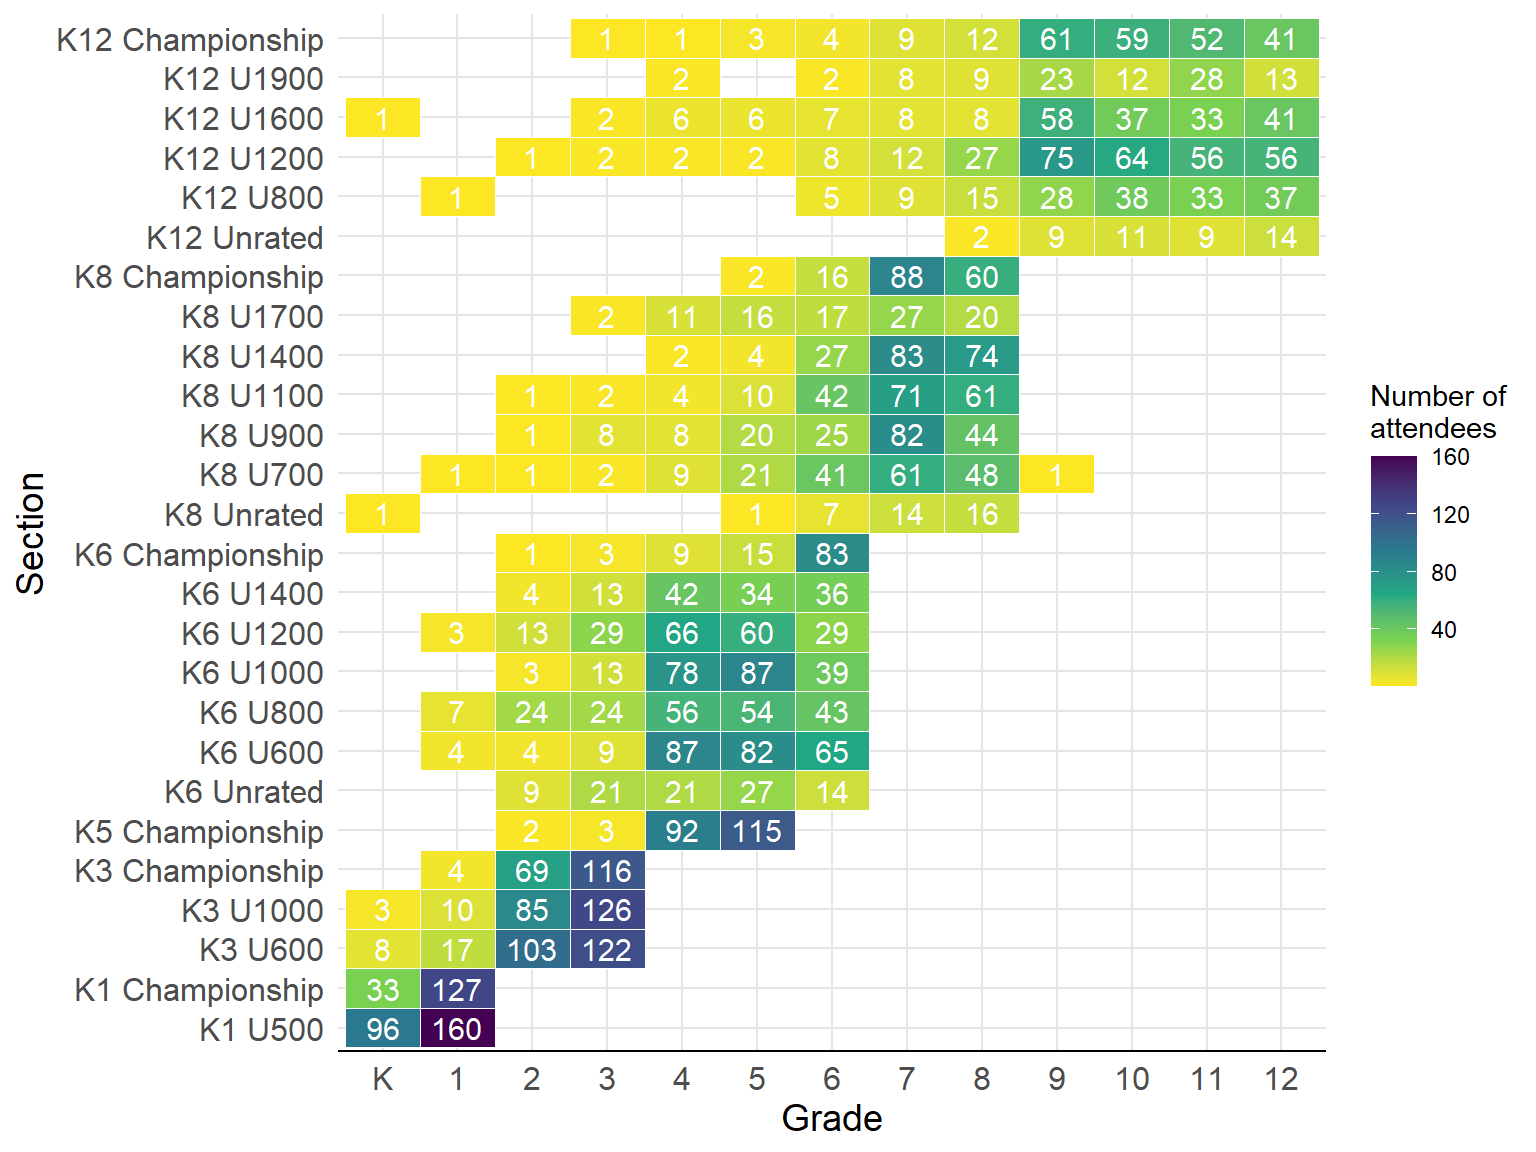 K12 Championship 1 1 3 4 9 12 61 59 52 41
K12 U1900 2 2 8 9 23 12 28 13
K12 U1600 1 2 6 6 7 8 8 58 37 33 41
K12 U1200 1 2 2 2 8 12 27 75 64 56 56
K12 U800 1 5 9 15 28 38 33 37
K12 Unrated 2 9 11 9 14
K8 Championship 2 16 88 60
K8 U1700 2 11 16 17 27 20
K8 U1400 2 4 27 83 74
K8 U1100 1 2 4 10 42 71 61
K8 U900 1 8 8 20 25 82 44
K8 U700 1 1 2 9 21 41 61 48 1
K8 Unrated 1 1 7 14 16
K6 Championship 1 3 9 15 83
K6 U1400 4 13 42 34 36
K6 U1200 3 13 29 66 60 29
K6 U1000 3 13 78 87 39
K6 U800 7 24 24 56 54 43
K6 U600 4 4 9 87 82 65
K6 Unrated 9 21 21 27 14
K5 Championship 2 3 92 115
K3 Championship 4 69 116
K3 U1000 3 10 85 126
K3 U600 8 17 103 122
K1 Championship 33 127
K1 U500 96 160
K 1 2 3 4 5 6 7 8 9 10 11 12
Grade
Section
Number of
attendees
160
120
80
40